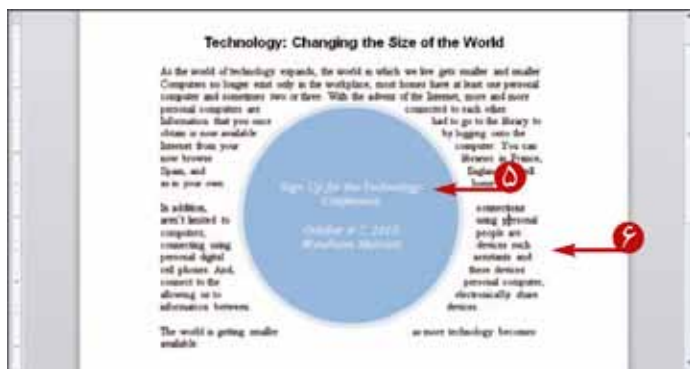 Technology: Changing the Size of the World
As the world of technology expands, the world in which we live gets smaller and smaller
Computers no longer exist only in the workplace, most homes have at least one personal
computer and sometimes two or three. With the advent of the Internet, more and more
personal computers are connected to each other
Information that you once had to go to the library to
obtain is now available by logging onto the
Internet from your computer. You can
now browse libraries in France,
Spain, and England
as in your own home
Sign Up for the Technology
Conference
۵
In addition, connections
aren't limited to using personal
computers, people are
October 6-7, 2013
connecting using devices such
۶
personal digital assistants and
cell phones. And, these devices
connect to the personal computer,
allowing us to electronically share
information between devices.
The world is getting smaller as more technology becomes
available